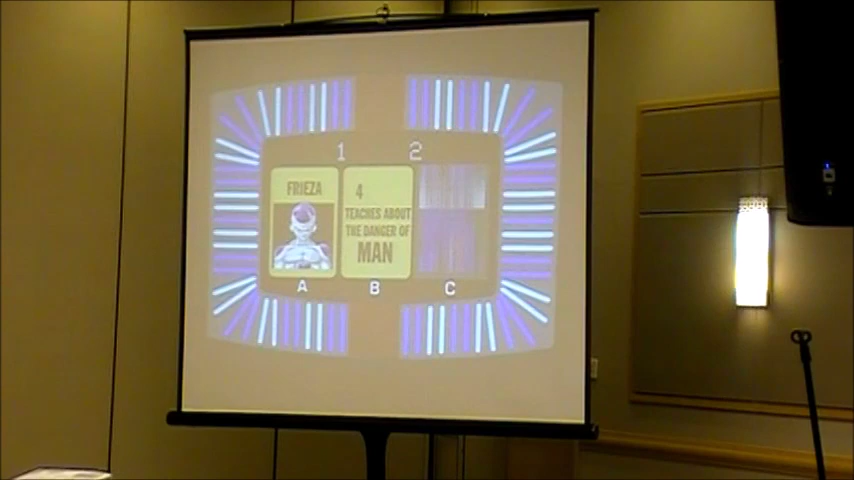 1 2
FRIEZA
4
TEACHES ABOUT
THE DANGER OF
MAN
A B C